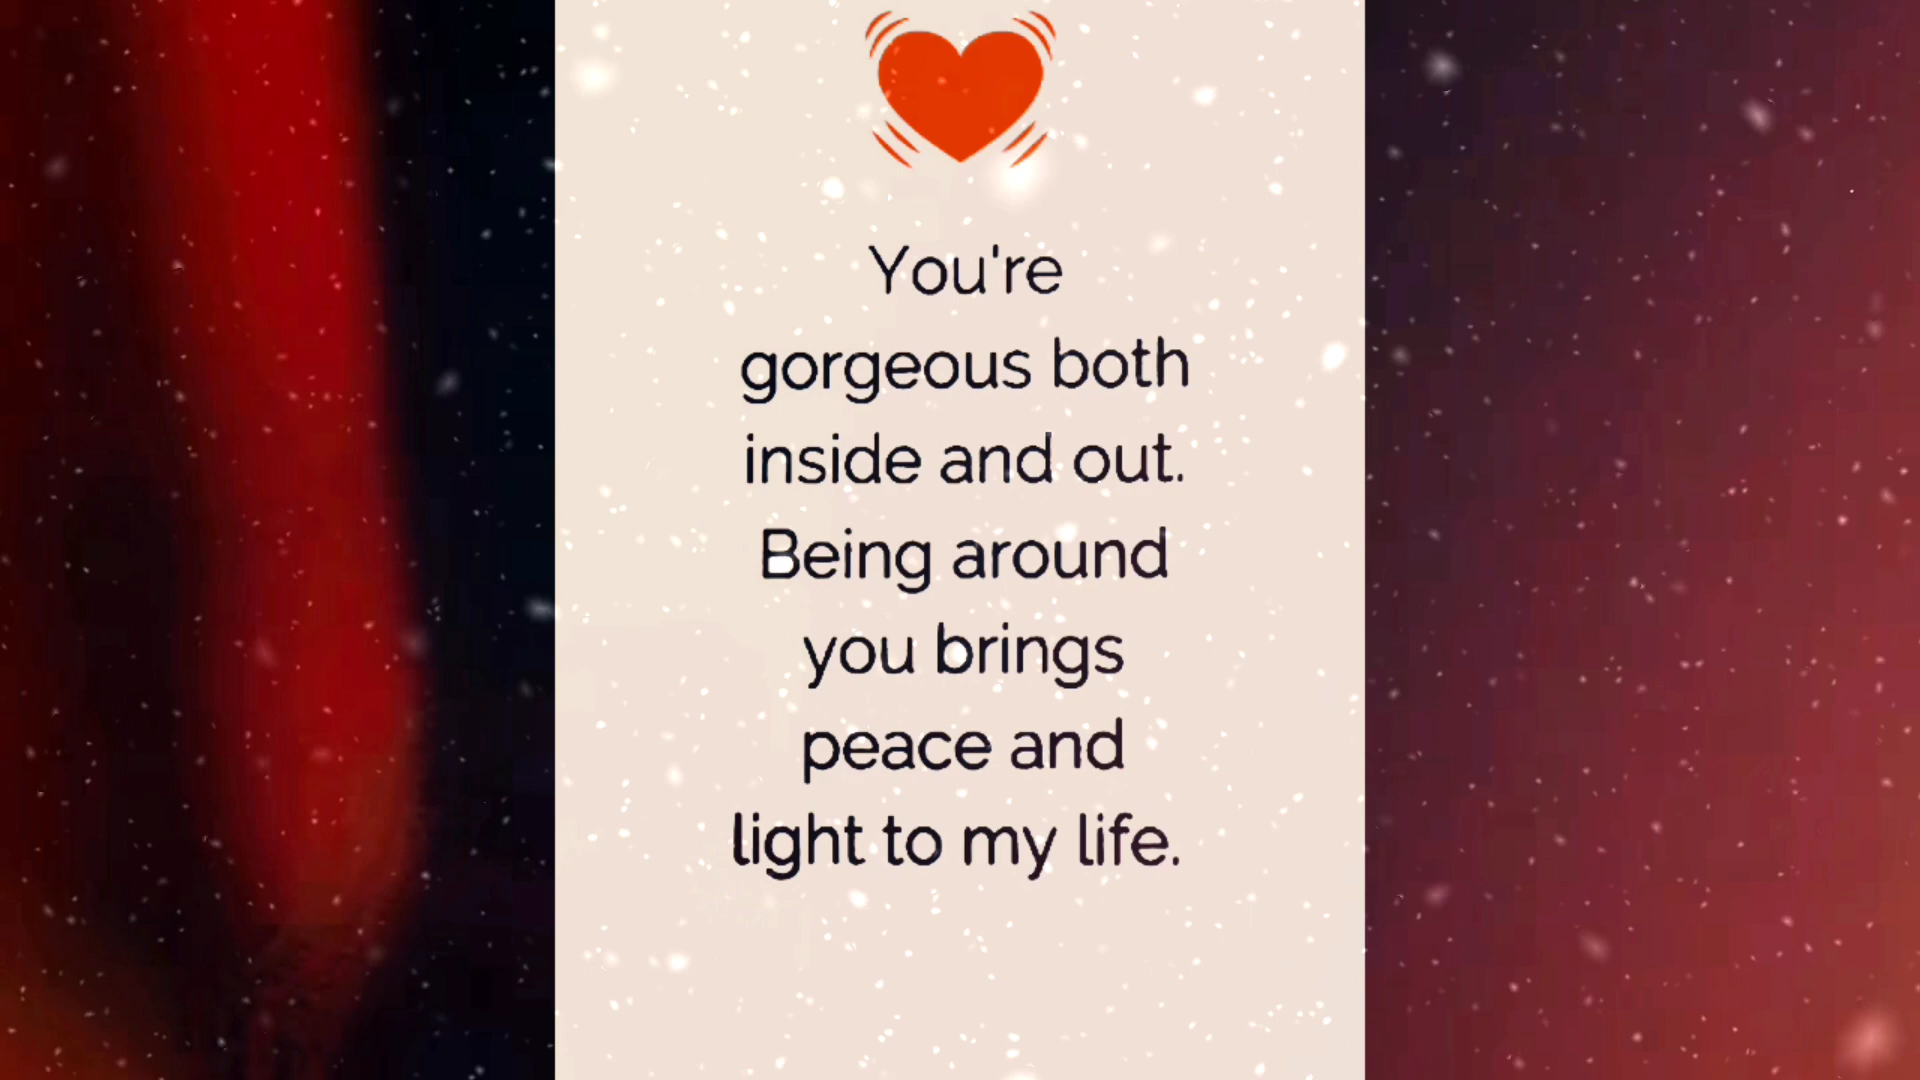 You're
gorgeous both
inside and out.
Being around
you brings
peace and
light to my life.